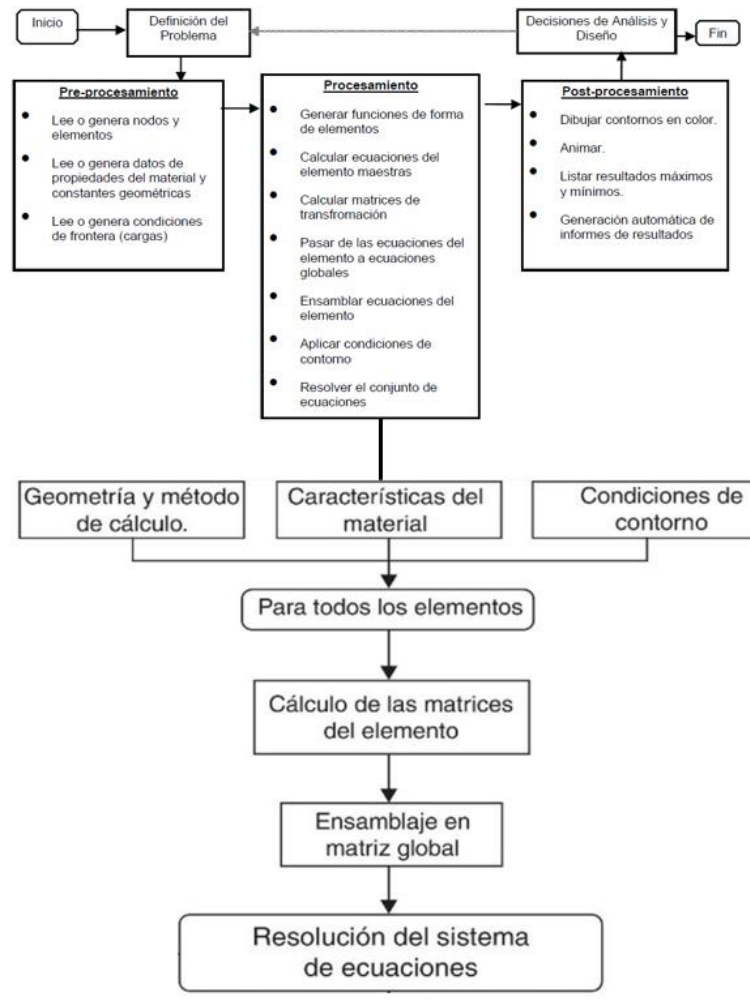 Inicio
Definición del
Problema
Decisiones de Análisis y
Diseño
Fin
Pre-procesamiento
• Lee o genera nodos y
elementos
• Lee o genera datos de
propiedades del material y
constantes geométricas
• Lee o genera condiciones
de frontera (cargas)
Procesamiento
• Generar funciones de forma
de elementos
• Calcular ecuaciones del
elemento maestras
• Calcular matrices de
transfromación
• Pasar de las ecuaciones del
elemento a ecuaciones
globales
• Ensamblar ecuaciones del
elemento
• Aplicar condiciones de
contorno
• Resolver el conjunto de
ecuaciones
Post-procesamiento
• Dibujar contornos en color.
• Animar.
• Listar resultados máximos
y mínimos.
• Generación automática de
informes de resultados
Geometría y método
de cálculo.
Características del
material
Condiciones de
contorno
Para todos los elementos
Cálculo de las matrices
del elemento
Ensamblaje en
matriz global
Resolución del sistema
de ecuaciones